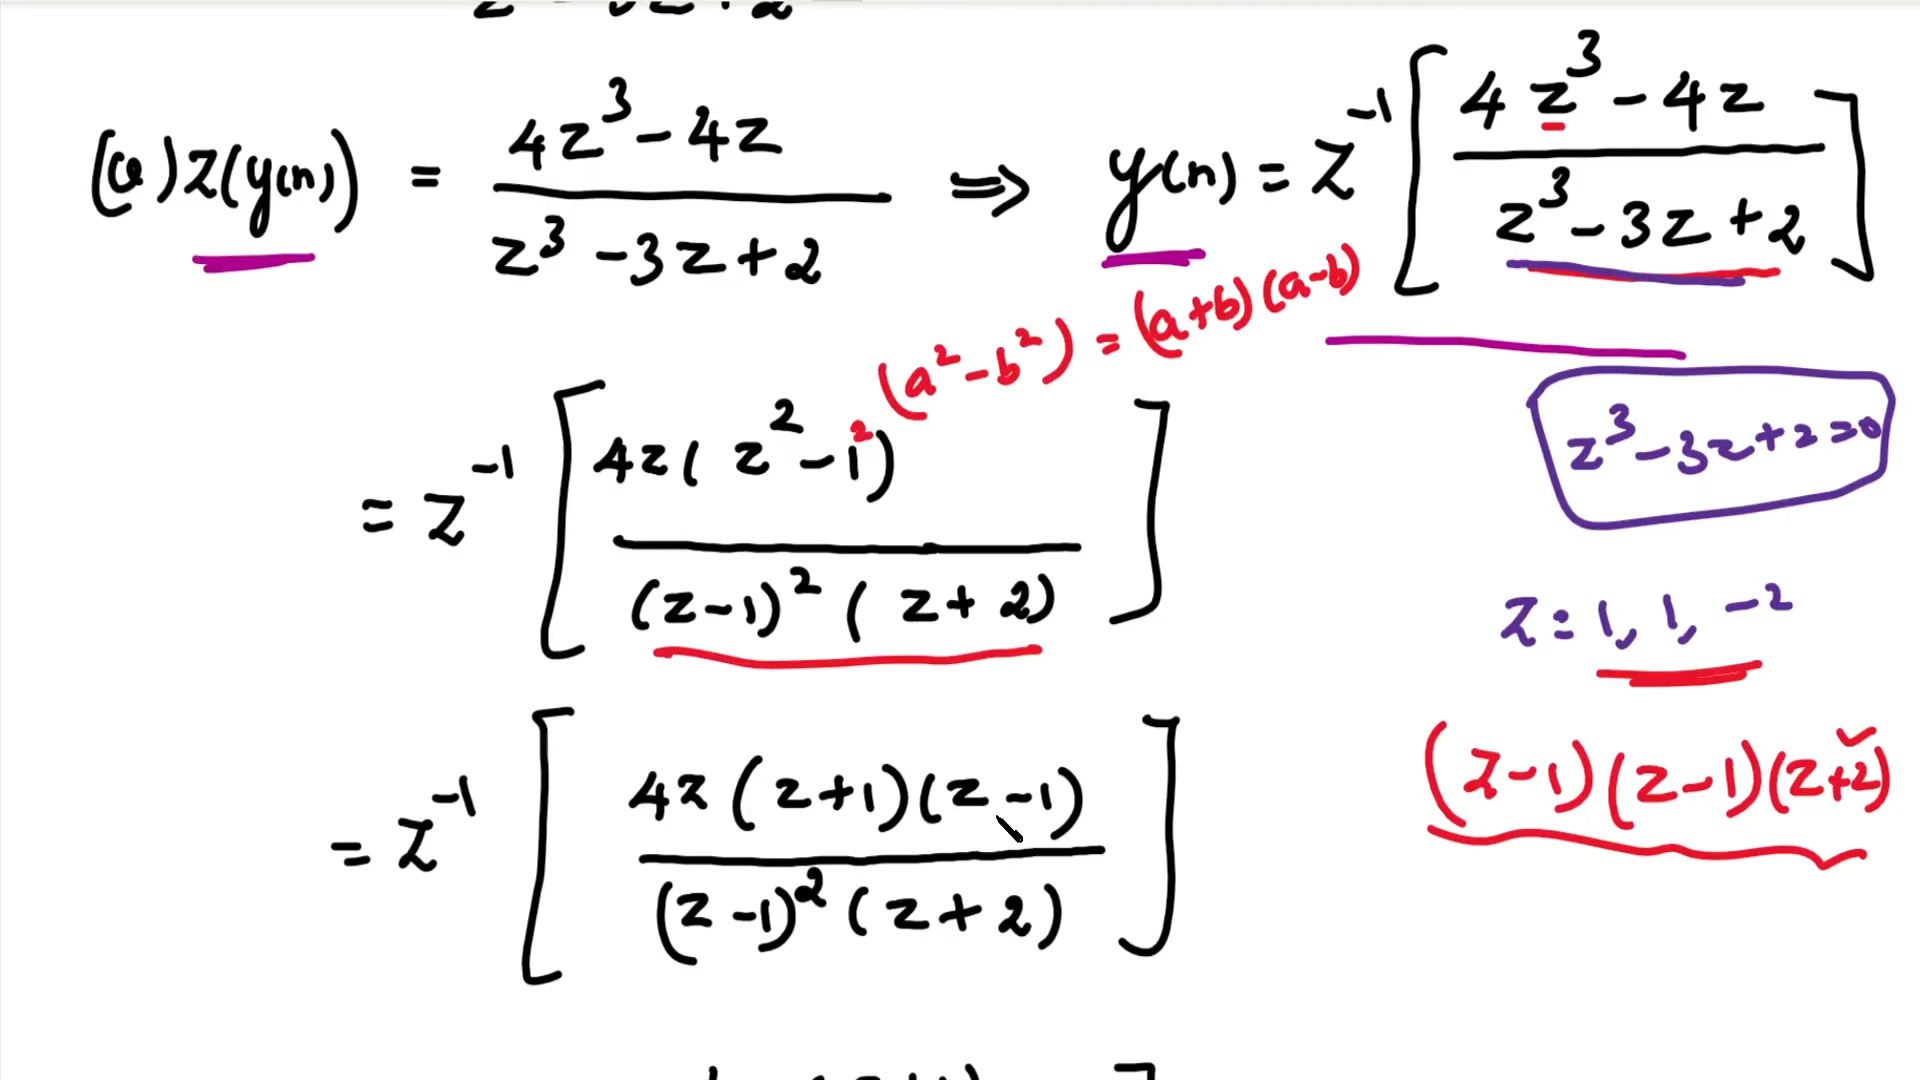 (a) Z(y(n)) = (4z³ - 4z) / (z³ - 3z + 2) ⇒ y(n) = Z⁻¹ [ (4z³ - 4z) / (z³ - 3z + 2) ]
(a² - b²) = (a+b)(a-b)
= Z⁻¹ [ 4z(z² - 1²) / (z-1)²(z+2) ]
z³ - 3z + 2 = 0
z = 1, 1, -2
(z-1)(z-1)(z+2)
= Z⁻¹ [ 4z(z+1)(z-1) / (z-1)²(z+2) ]